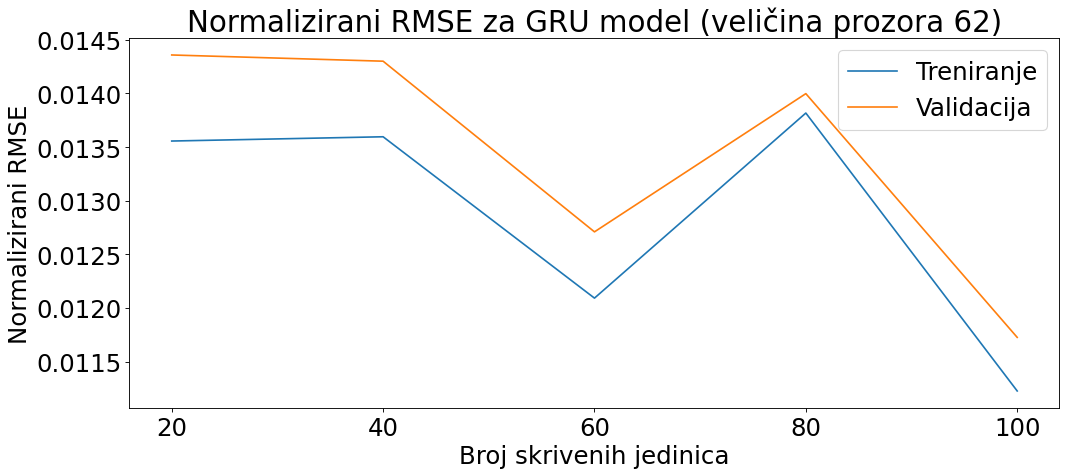 Normalizirani RMSE za GRU model (veličina prozora 62)
Normalizirani RMSE
0.0145
0.0140
0.0135
0.0130
0.0125
0.0120
0.0115
Treniranje
Validacija
20 40 60 80 100
Broj skrivenih jedinica